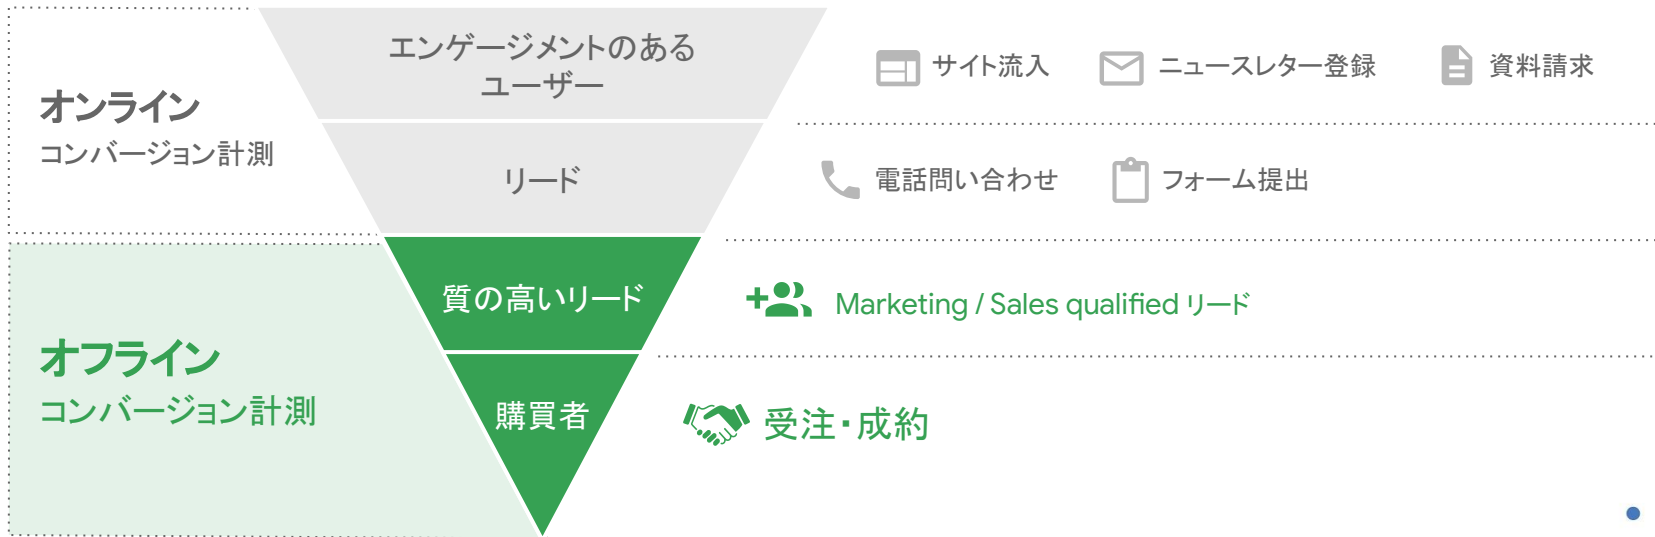 オンライン
コンバージョン計測
エンゲージメントのある
ユーザー
サイト流入
ニュースレター登録
資料請求
リード
電話問い合わせ
フォーム提出
オフライン
コンバージョン計測
質の高いリード
Marketing / Sales qualified リード
購買者
受注・成約